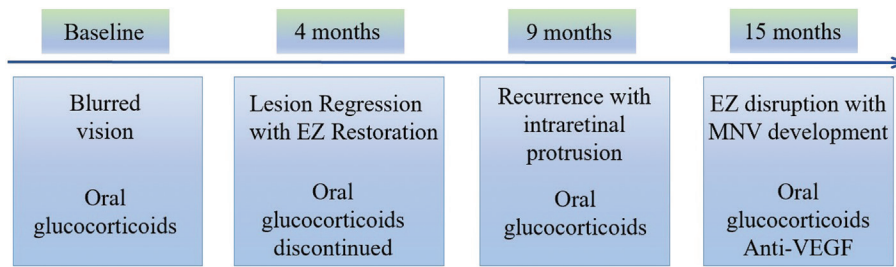 Baseline
4 months
9 months
15 months
Blurred
vision
Oral
glucocorticoids
Lesion Regression
with EZ Restoration
Oral
glucocorticoids
discontinued
Recurrence with
intraretinal
protrusion
Oral
glucocorticoids
EZ disruption with
MNV development
Oral
glucocorticoids
Anti-VEGF